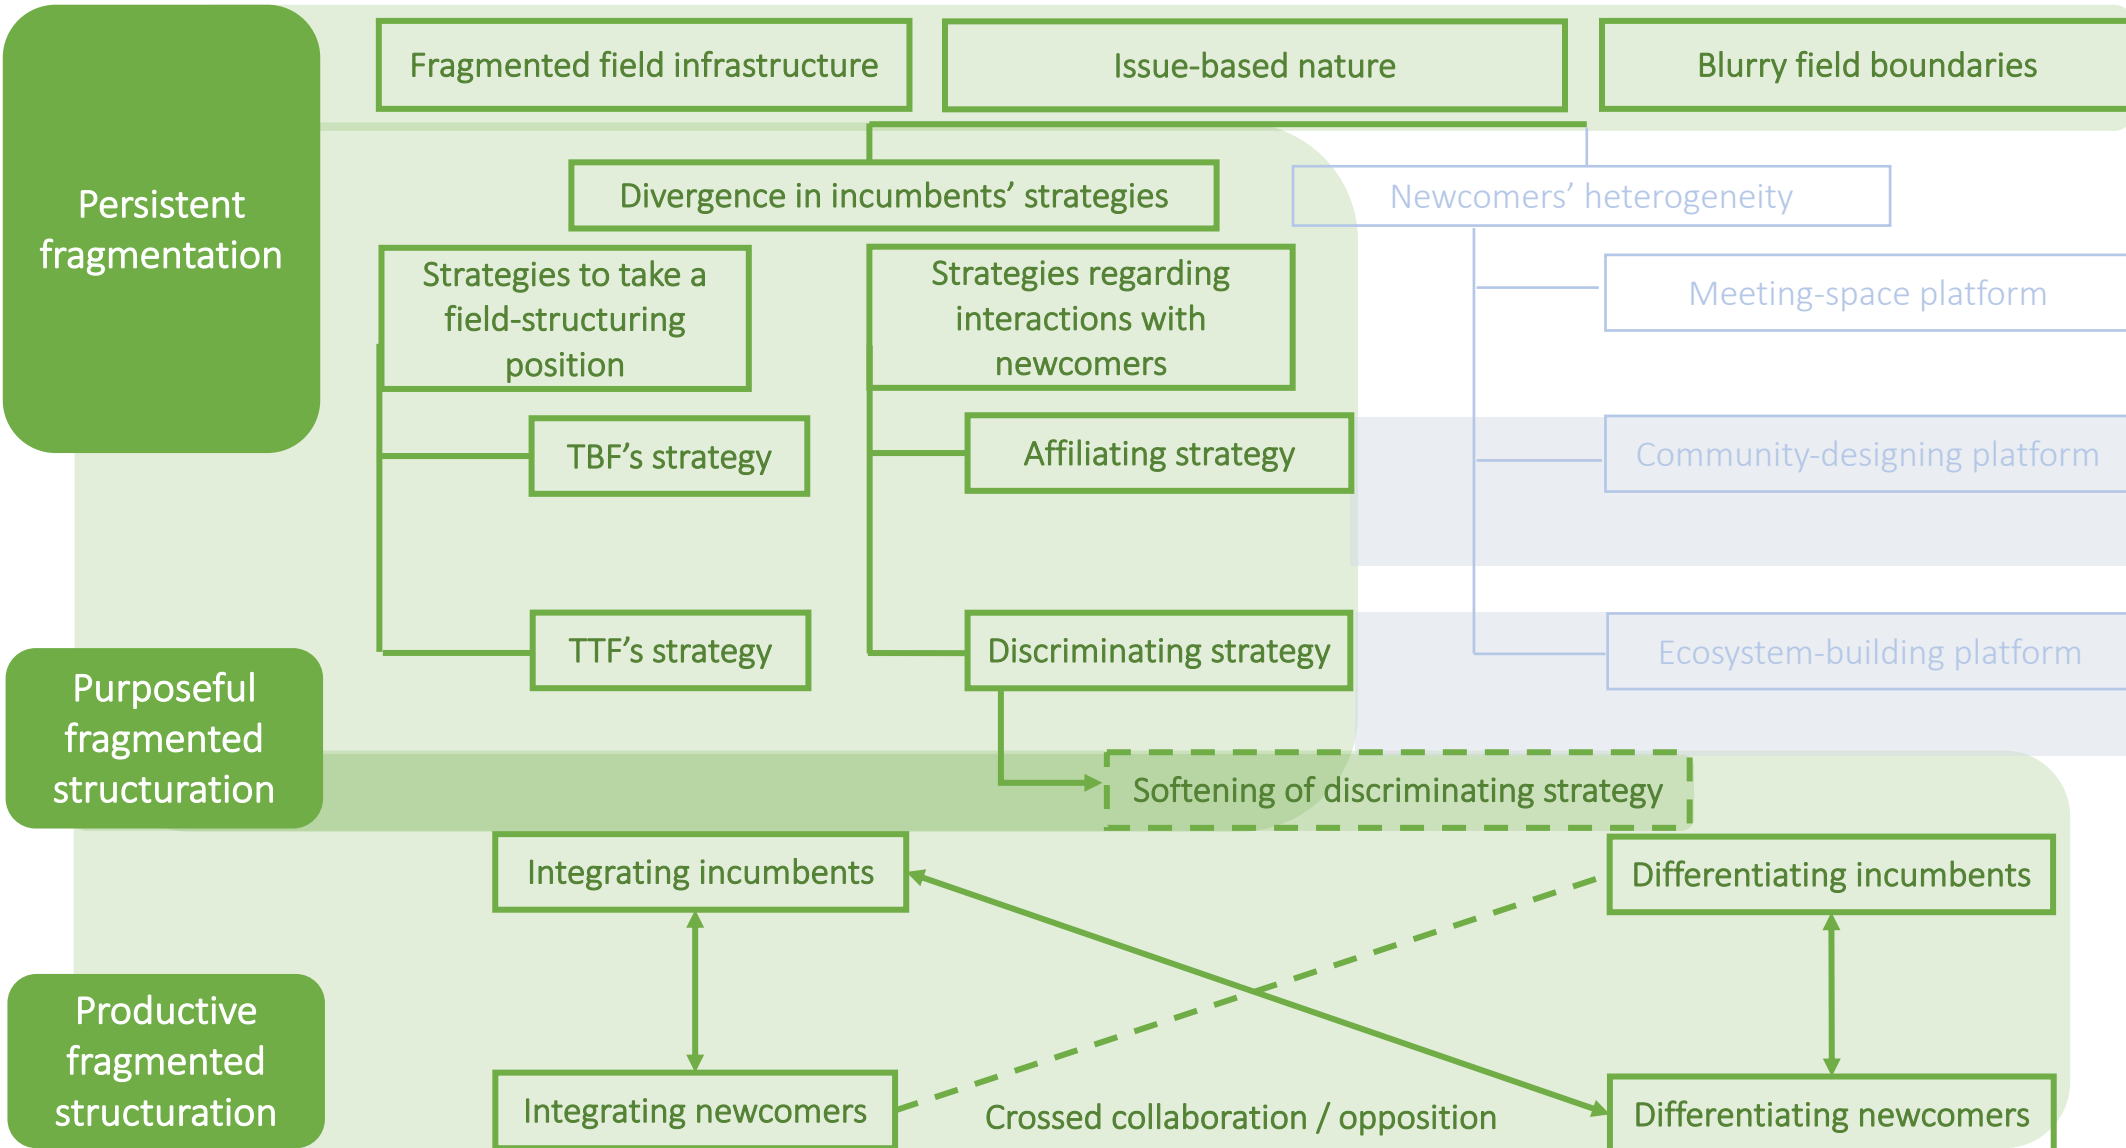 Fragmented field infrastructure
Issue-based nature
Blurry field boundaries
Persistent
fragmentation
Divergence in incumbents’ strategies
Newcomers’ heterogeneity
Strategies to take a
field-structuring
position
Strategies regarding
interactions with
newcomers
Meeting-space platform
TBF’s strategy
Affiliating strategy
Community-designing platform
TTF’s strategy
Discriminating strategy
Ecosystem-building platform
Purposeful
fragmented
structuration
Softening of discriminating strategy
Integrating incumbents
Differentiating incumbents
Productive
fragmented
structuration
Integrating newcomers
Crossed collaboration / opposition
Differentiating newcomers